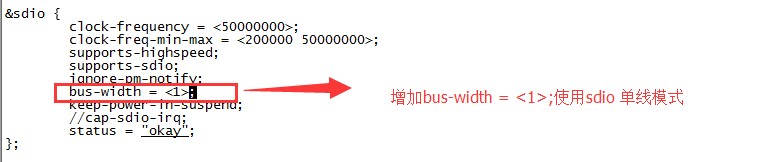 &sdio {
clock-frequency = <50000000>;
clock-freq-min-max = <200000 50000000>;
supports-highspeed;
supports-sdio;
ignore-pm-notify;
bus-width = <1>;
keep-power-in-suspend;
//cap-sdio-irq;
status = "okay";
};
增加bus-width = <1>;使用sdio 单线模式